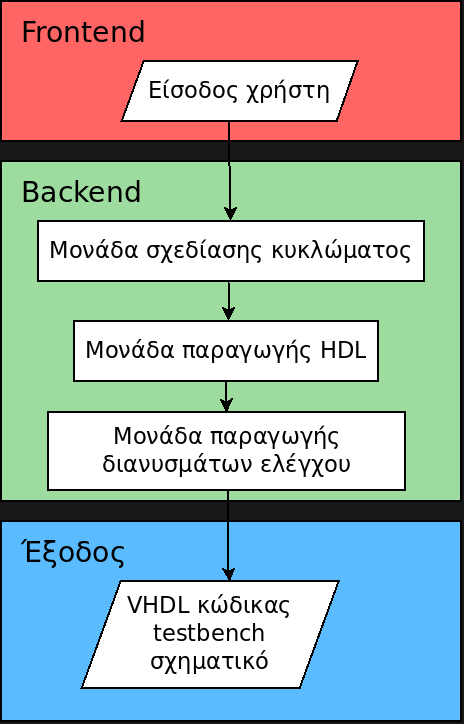 Frontend
Είσοδος χρήστη
Backend
Μονάδα σχεδίασης κυκλώματος
Μονάδα παραγωγής HDL
Μονάδα παραγωγής
διανυσμάτων ελέγχου
Έξοδος
VHDL κώδικας
testbench
σχηματικό